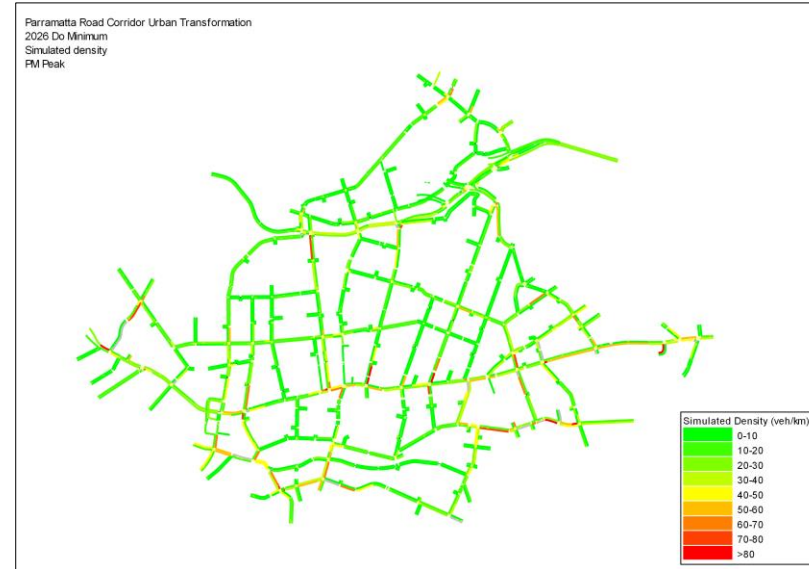 Parramatta Road Corridor Urban Transformation
2026 Do Minimum
Simulated density
PM Peak
Simulated Density (veh/km)
0-10
10-20
20-30
30-40
40-50
50-60
60-70
70-80
>80